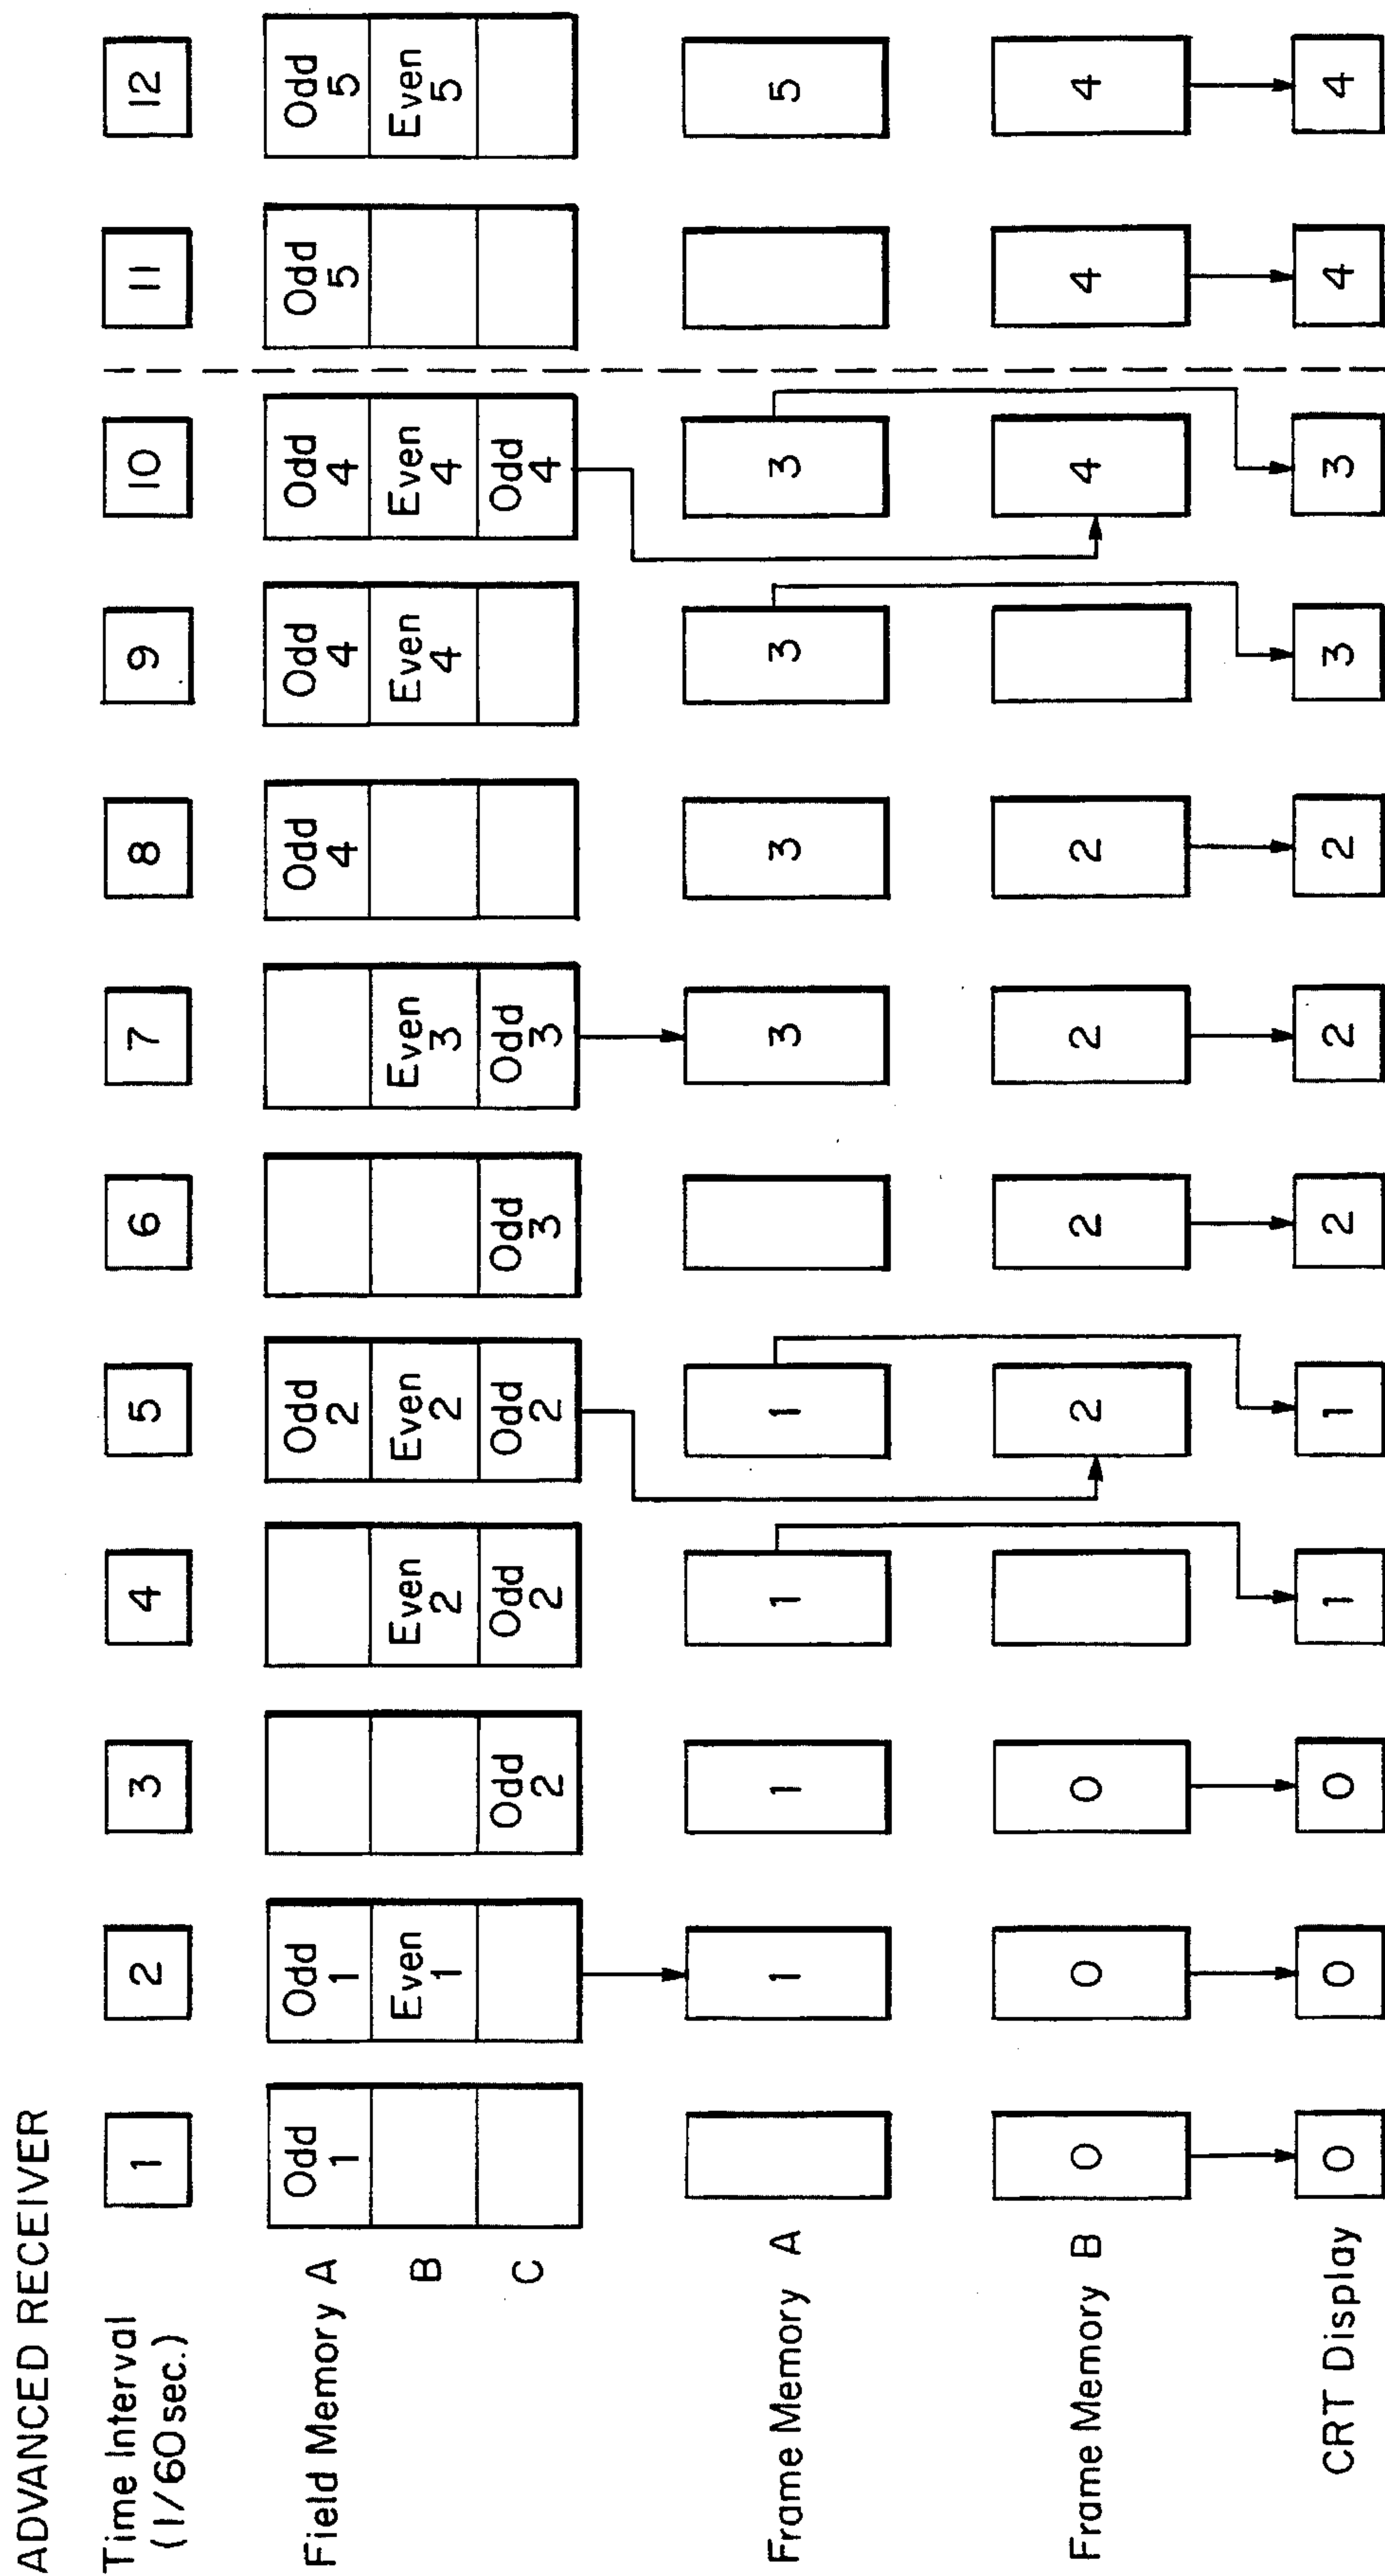 ADVANCED RECEIVER
Time Interval
(1/60sec.)
1 2 3 4 5 6 7 8 9 10 11 12
Field Memory A
Odd 1
Odd 1
Odd 2
Odd 4
Odd 4
Odd 4
Odd 5
Odd 5
B
Even 1
Even 2
Even 2
Even 3
Even 4
Even 4
Even 5
C
Odd 2
Odd 2
Odd 2
Odd 3
Odd 3
Odd 4
Frame Memory A
1 1 1 1 3 3 3 3 5
Frame Memory B
0 0 0 2 2 2 2 4 4 4
CRT Display
0 0 0 1 1 2 2 2 3 3 4 4